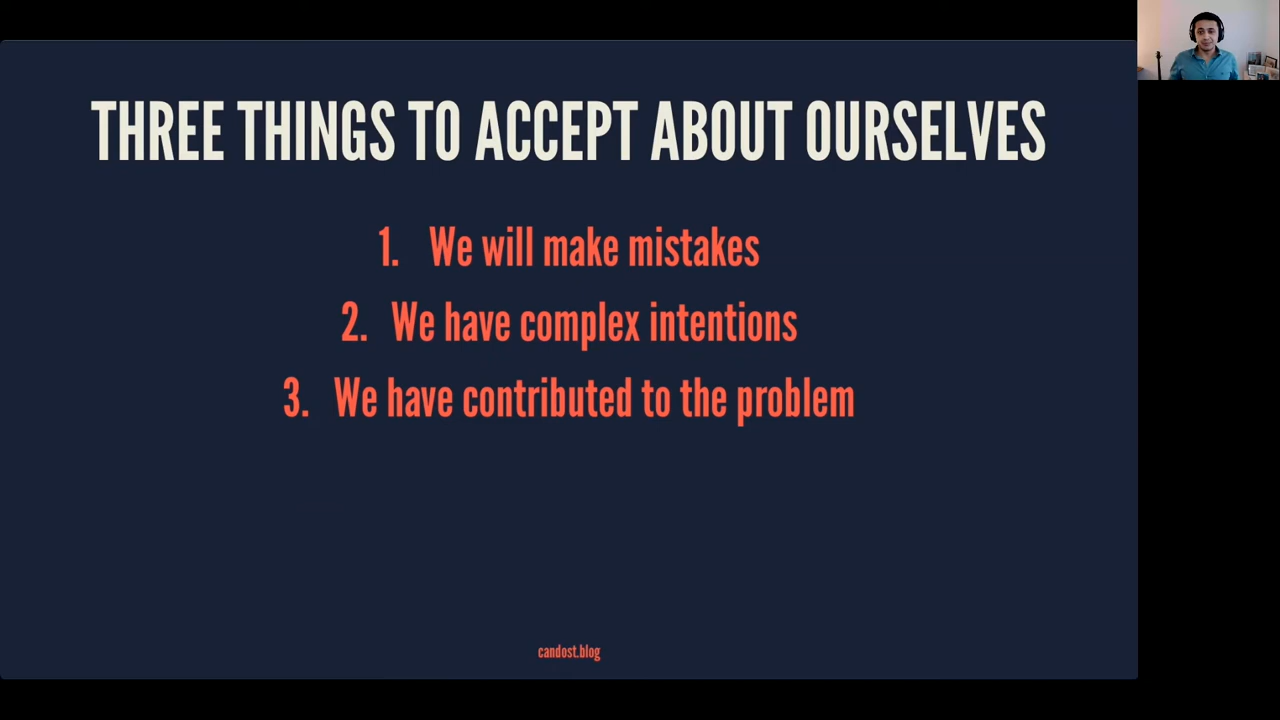 THREE THINGS TO ACCEPT ABOUT OURSELVES
1. We will make mistakes
2. We have complex intentions
3. We have contributed to the problem
candost.blog